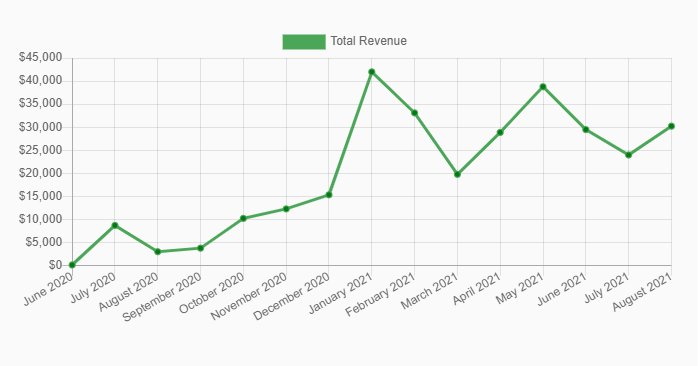 Total Revenue
$45,000
$40,000
$35,000
$30,000
$25,000
$20,000
$15,000
$10,000
$5,000
$0
June 2020
July 2020
August 2020
September 2020
October 2020
November 2020
December 2020
January 2021
February 2021
March 2021
April 2021
May 2021
June 2021
July 2021
August 2021